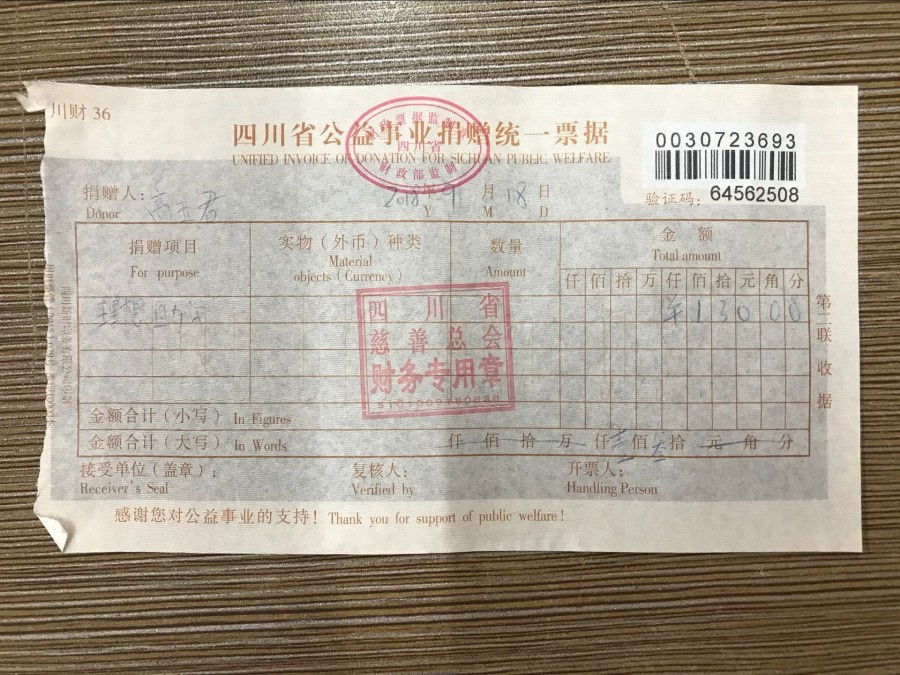 川财 36
四川省公益事业捐赠统一票据
UNIFIED INVOICE OF DONATION FOR SICHUAN PUBLIC WELFARE
四川省
财政部监制
0030723693
验证码: 64562508
捐赠人:
Donor
2018年 9月 18日
Y M D
捐赠项目
For purpose
实物(外币)种类
Material
objects (Currency)
数量
Amount
金额
Total amount
仟 佰 拾 万 仟 佰 拾 元 角 分
¥ 1 3 0 0 0
第二联收据
四川省
慈善总会
财务专用章
金额合计(小写) In Figures
金额合计(大写) In Words 仟 佰 拾 万 仟 壹 佰 叁 拾 元 角 分
接受单位(盖章):
Receiver's Seal
复核人:
Verified by
开票人:
Handling Person
感谢您对公益事业的支持! Thank you for support of public welfare!